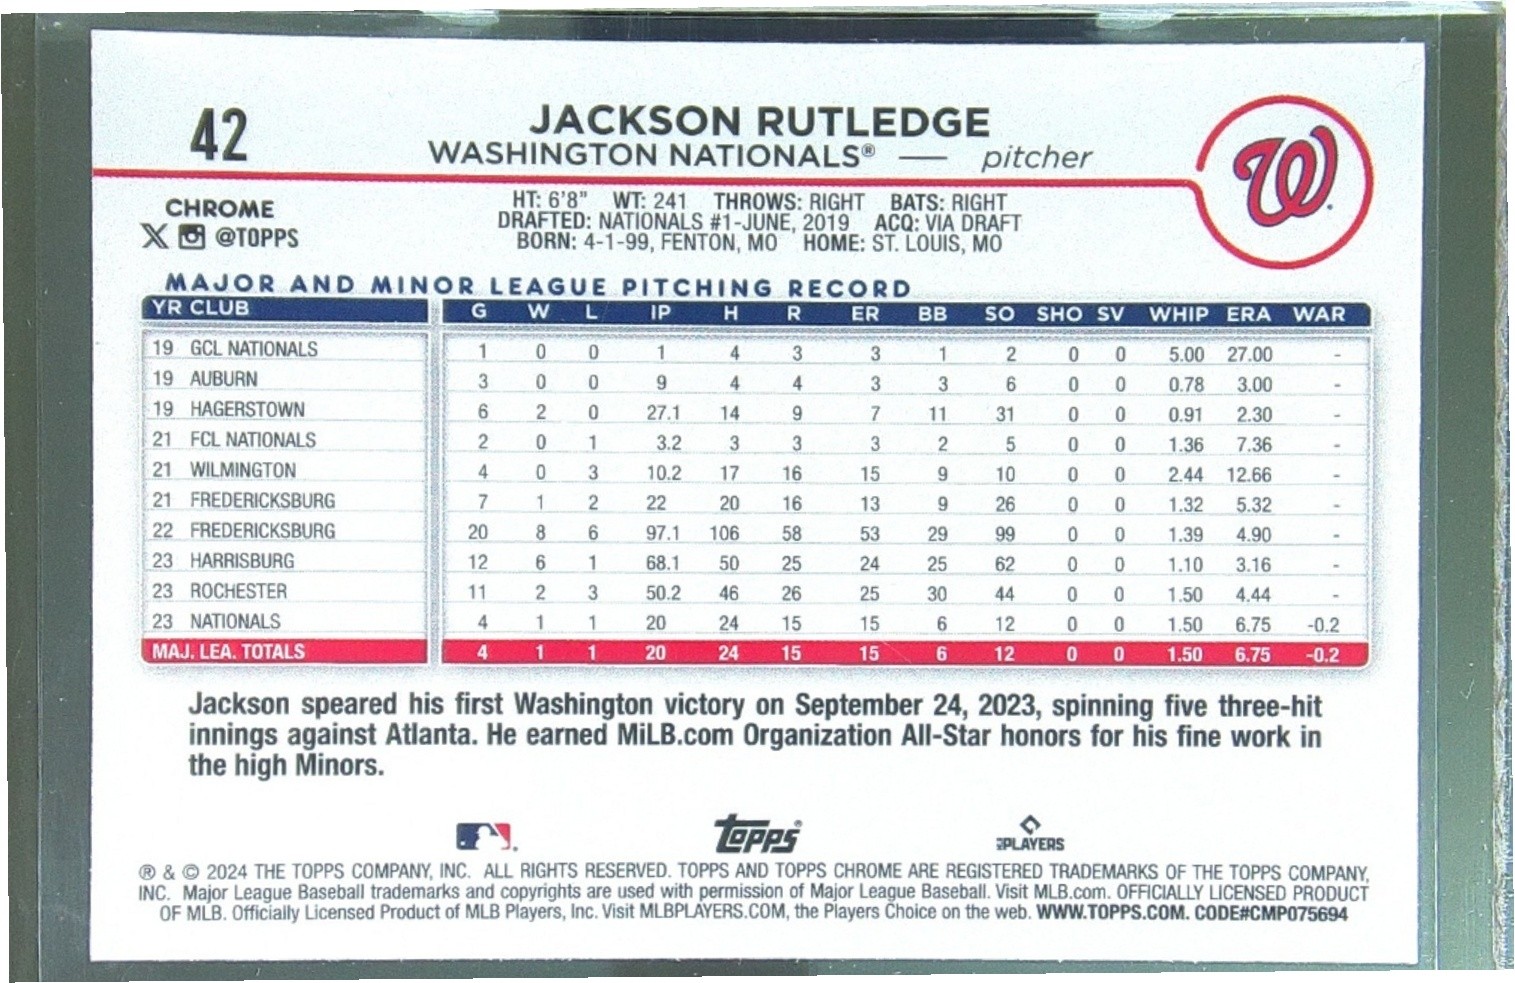 42
JACKSON RUTLEDGE
WASHINGTON NATIONALS® — pitcher
W
CHROME
X @TOPPS
HT: 6'8" WT: 241 THROWS: RIGHT BATS: RIGHT
DRAFTED: NATIONALS #1-JUNE, 2019 ACQ: VIA DRAFT
BORN: 4-1-99, FENTON, MO HOME: ST. LOUIS, MO
MAJOR AND MINOR LEAGUE PITCHING RECORD
YR CLUB G W L IP H R ER BB SO SHO SV WHIP ERA WAR
19 GCL NATIONALS 1 0 0 1 4 3 3 1 2 0 0 5.00 27.00 -
19 AUBURN 3 0 0 9 4 4 3 3 6 0 0 0.78 3.00 -
19 HAGERSTOWN 6 2 0 27.1 14 9 7 11 31 0 0 0.91 2.30 -
21 FCL NATIONALS 2 0 1 3.2 3 3 3 2 5 0 0 1.36 7.36 -
21 WILMINGTON 4 0 3 10.2 17 16 15 9 10 0 0 2.44 12.66 -
21 FREDERICKSBURG 7 1 2 22 20 16 13 9 26 0 0 1.32 5.32 -
22 FREDERICKSBURG 20 8 6 97.1 106 58 53 29 99 0 0 1.39 4.90 -
23 HARRISBURG 12 6 1 68.1 50 25 24 25 62 0 0 1.10 3.16 -
23 ROCHESTER 11 2 3 50.2 46 26 25 30 44 0 0 1.50 4.44 -
23 NATIONALS 4 1 1 20 24 15 15 6 12 0 0 1.50 6.75 -0.2
MAJ. LEA. TOTALS 4 1 1 20 24 15 15 6 12 0 0 1.50 6.75 -0.2
Jackson speared his first Washington victory on September 24, 2023, spinning five three-hit
innings against Atlanta. He earned MiLB.com Organization All-Star honors for his fine work in
the high Minors.
Topps®
PLAYERS
® & © 2024 THE TOPPS COMPANY, INC. ALL RIGHTS RESERVED. TOPPS AND TOPPS CHROME ARE REGISTERED TRADEMARKS OF THE TOPPS COMPANY,
INC. Major League Baseball trademarks and copyrights are used with permission of Major League Baseball. Visit MLB.com. OFFICIALLY LICENSED PRODUCT
OF MLB. Officially Licensed Product of MLB Players, Inc. Visit MLBPLAYERS.COM, the Players Choice on the web. WWW.TOPPS.COM. CODE#CMP075694